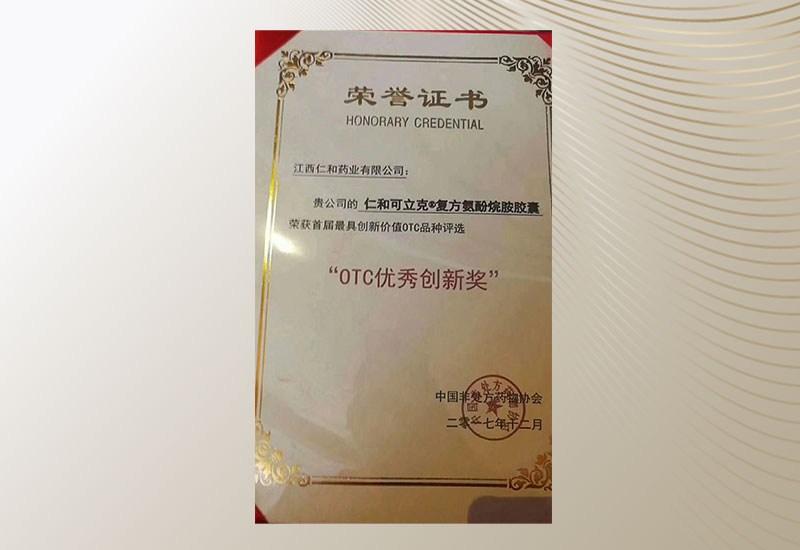 荣誉证书
HONORARY CREDENTIAL
江西仁和药业有限公司：
贵公司的 仁和可立克®复方氨酚烷胺胶囊
荣获首届最具创新价值OTC品种评选
“OTC优秀创新奖”
中国非处方药物协会
二零一七年十二月